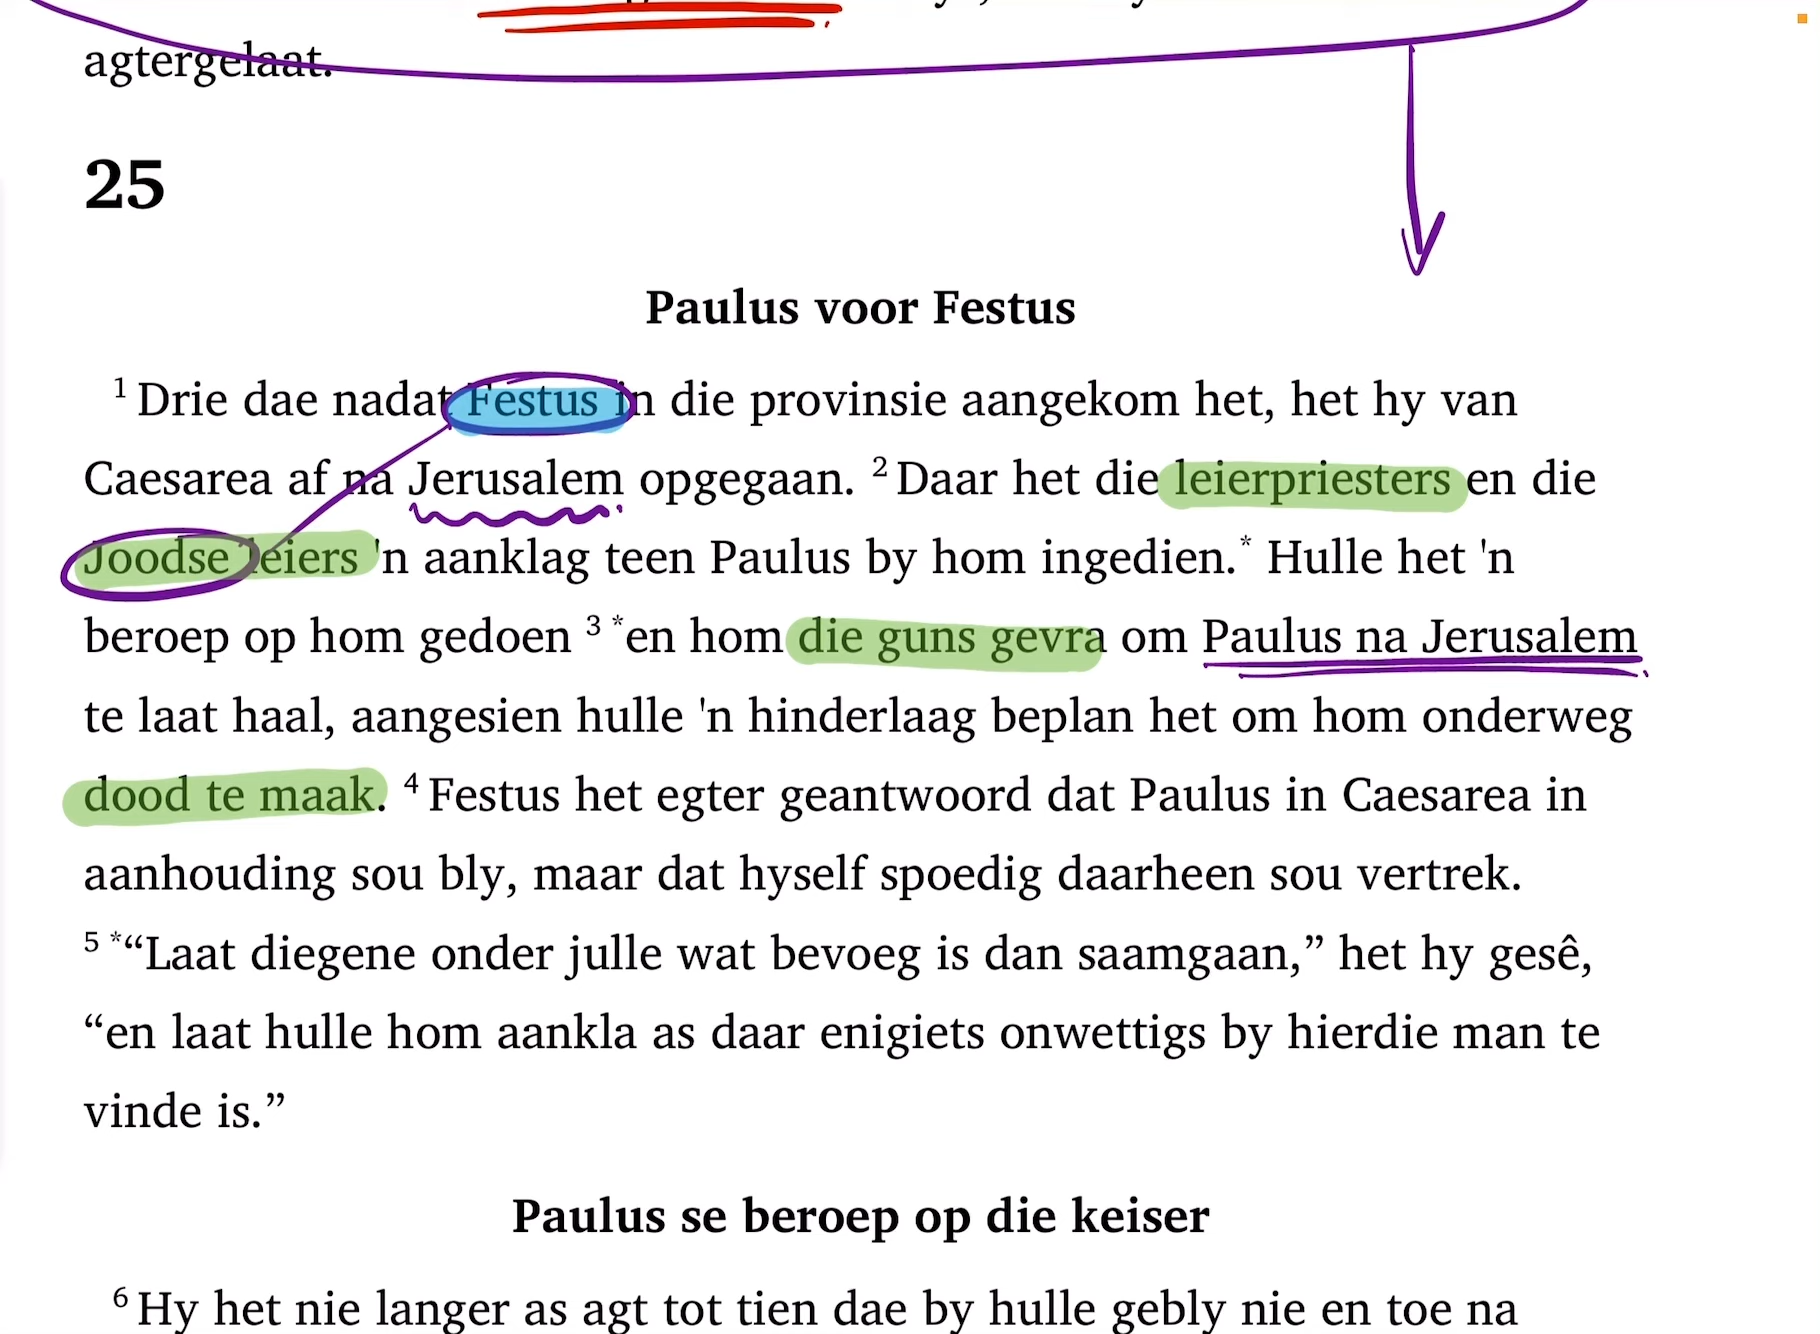 agtergelaat.
25
Paulus voor Festus
1 Drie dae nadat Festus in die provinsie aangekom het, het hy van
Caesarea af na Jerusalem opgegaan. 2 Daar het die leierpriesters en die
Joodse leiers 'n aanklag teen Paulus by hom ingedien.* Hulle het 'n
beroep op hom gedoen 3 *en hom die guns gevra om Paulus na Jerusalem
te laat haal, aangesien hulle 'n hinderlaag beplan het om hom onderweg
dood te maak. 4 Festus het egter geantwoord dat Paulus in Caesarea in
aanhouding sou bly, maar dat hyself spoedig daarheen sou vertrek.
5 *“Laat diegene onder julle wat bevoeg is dan saamgaan,” het hy gesê,
“en laat hulle hom aankla as daar enigiets onwettigs by hierdie man te
vinde is.”
Paulus se beroep op die keiser
6 Hy het nie langer as agt tot tien dae by hulle gebly nie en toe na